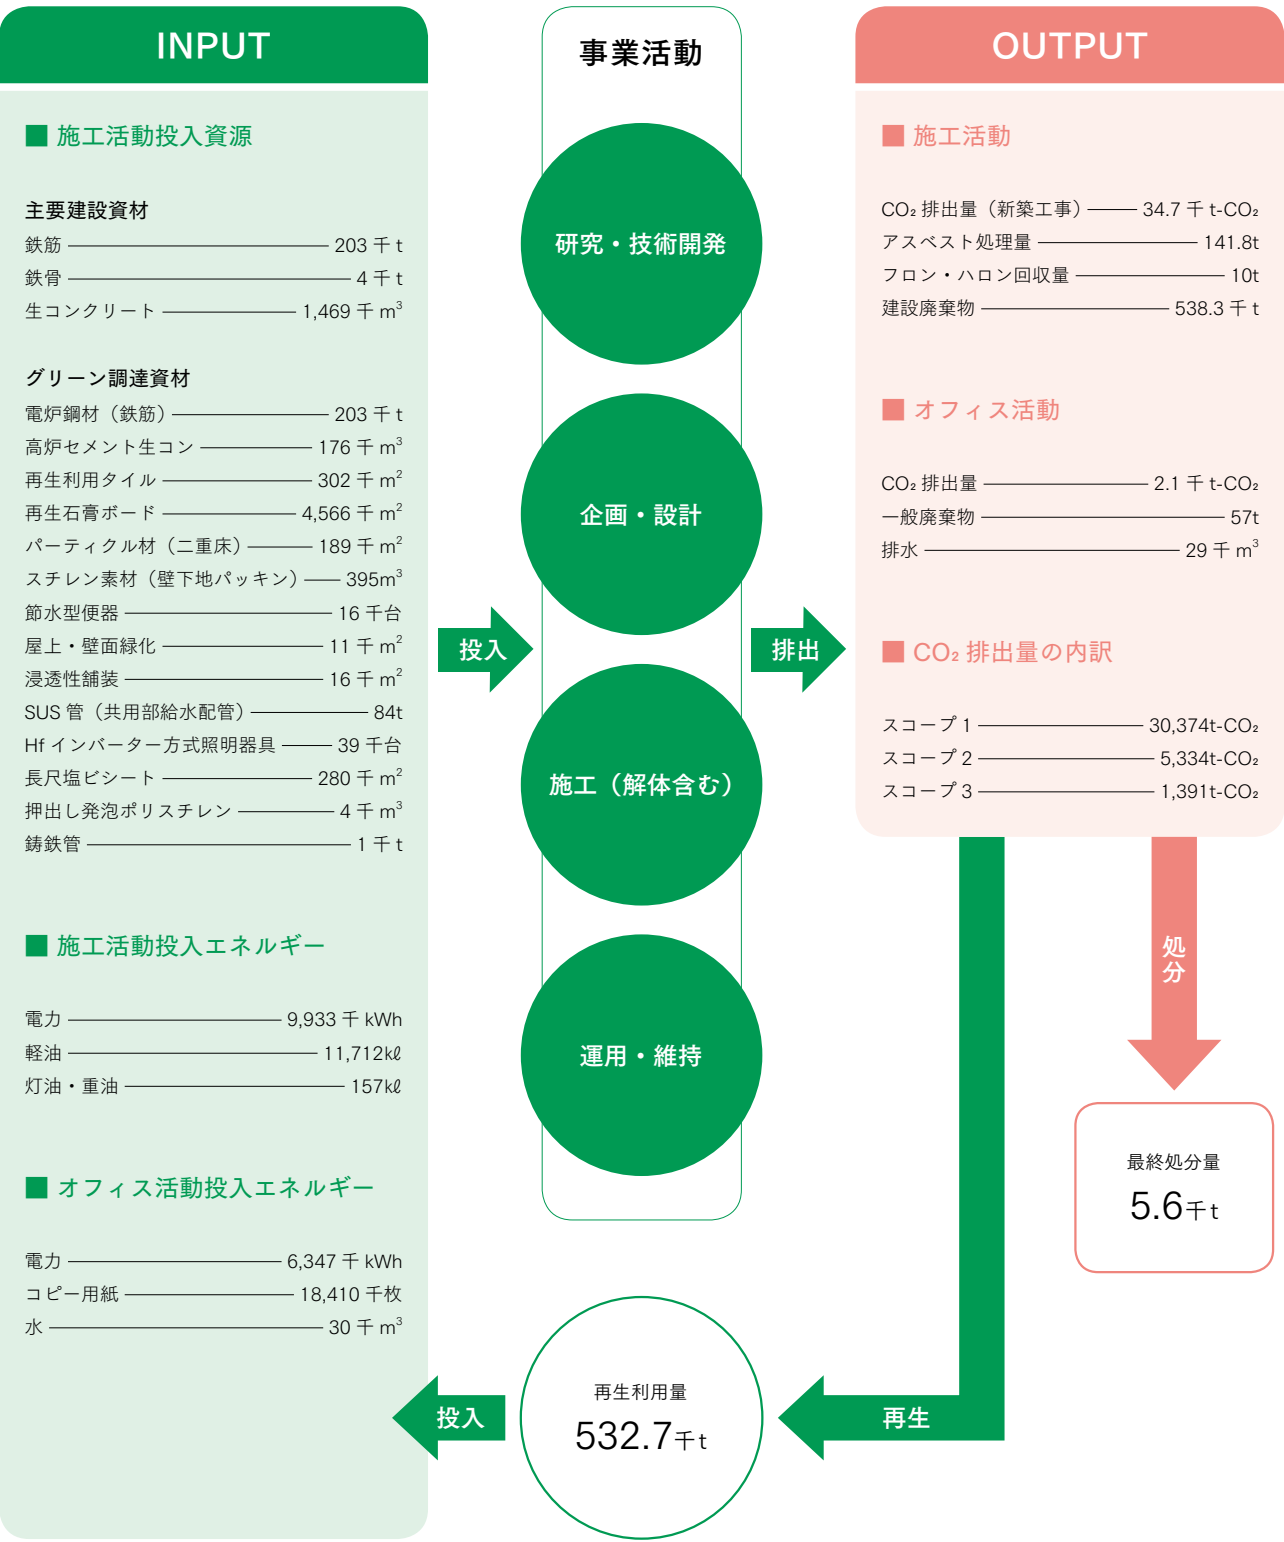 INPUT
■ 施工活動投入資源
主要建設資材
鉄筋 203 千 t
鉄骨 4 千 t
生コンクリート 1,469 千 m³
グリーン調達資材
電炉鋼材（鉄筋） 203 千 t
高炉セメント生コン 176 千 m³
再生利用タイル 302 千 m²
再生石膏ボード 4,566 千 m²
パーティクル材（二重床） 189 千 m²
スチレン素材（壁下地パッキン） 395m³
節水型便器 16 千台
屋上・壁面緑化 11 千 m²
浸透性舗装 16 千 m²
SUS 管（共用部給水配管） 84t
Hf インバーター方式照明器具 39 千台
長尺塩ビシート 280 千 m²
押出し発泡ポリスチレン 4 千 m³
鋳鉄管 1 千 t
■ 施工活動投入エネルギー
電力 9,933 千 kWh
軽油 11,712kℓ
灯油・重油 157kℓ
■ オフィス活動投入エネルギー
電力 6,347 千 kWh
コピー用紙 18,410 千枚
水 30 千 m³
投入
事業活動
研究・技術開発
企画・設計
施工（解体含む）
運用・維持
排出
OUTPUT
■ 施工活動
CO₂ 排出量（新築工事） 34.7 千 t-CO₂
アスベスト処理量 141.8t
フロン・ハロン回収量 10t
建設廃棄物 538.3 千 t
■ オフィス活動
CO₂ 排出量 2.1 千 t-CO₂
一般廃棄物 57t
排水 29 千 m³
■ CO₂ 排出量の内訳
スコープ 1 30,374t-CO₂
スコープ 2 5,334t-CO₂
スコープ 3 1,391t-CO₂
処分
最終処分量
5.6千t
再生
再生利用量
532.7千t
投入